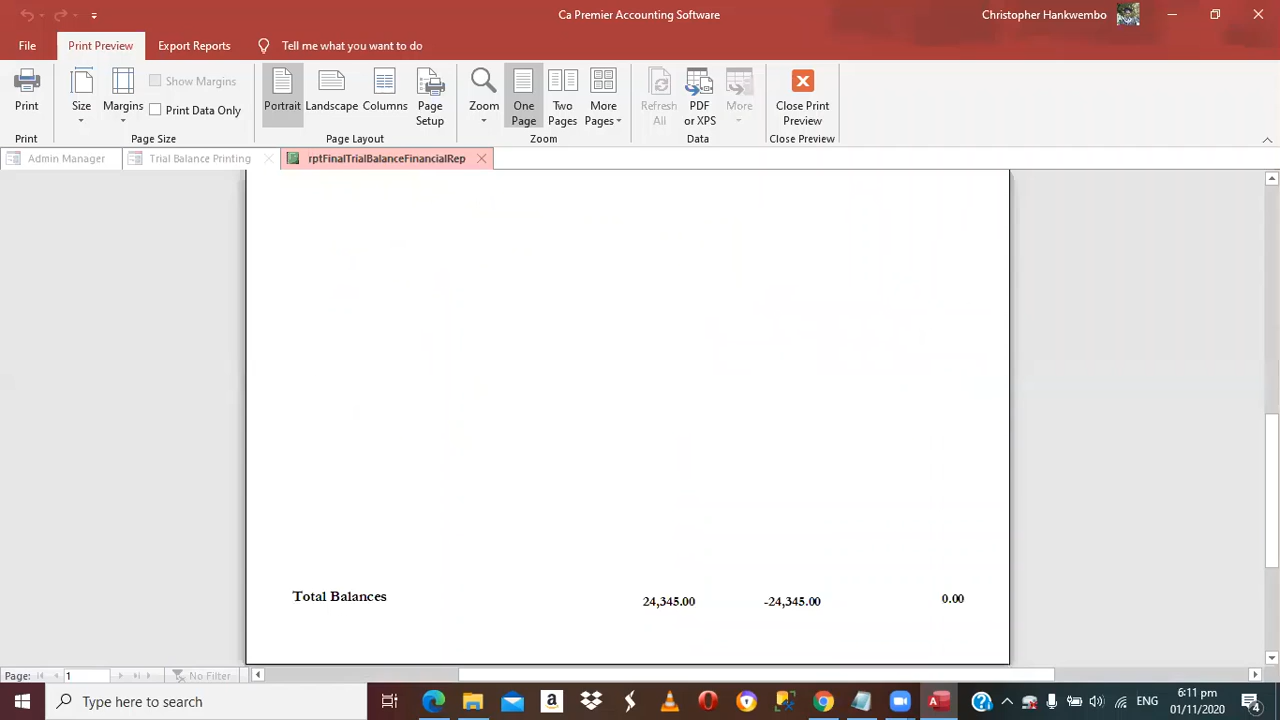 Ca Premier Accounting Software
Christopher Hankwembo
File
Print Preview
Export Reports
Tell me what you want to do
Print
Size
Margins
Show Margins
Print Data Only
Portrait
Landscape
Columns
Page Setup
Zoom
One Page
Two Pages
More Pages
Refresh All
PDF or XPS
More
Close Print Preview
Print
Page Size
Page Layout
Zoom
Data
Close Preview
Admin Manager
Trial Balance Printing
rptFinalTrialBalanceFinancialRep
Total Balances 24,345.00 -24,345.00 0.00
Page: 1 No Filter
Type here to search
ENG
6:11 pm
01/11/2020
4